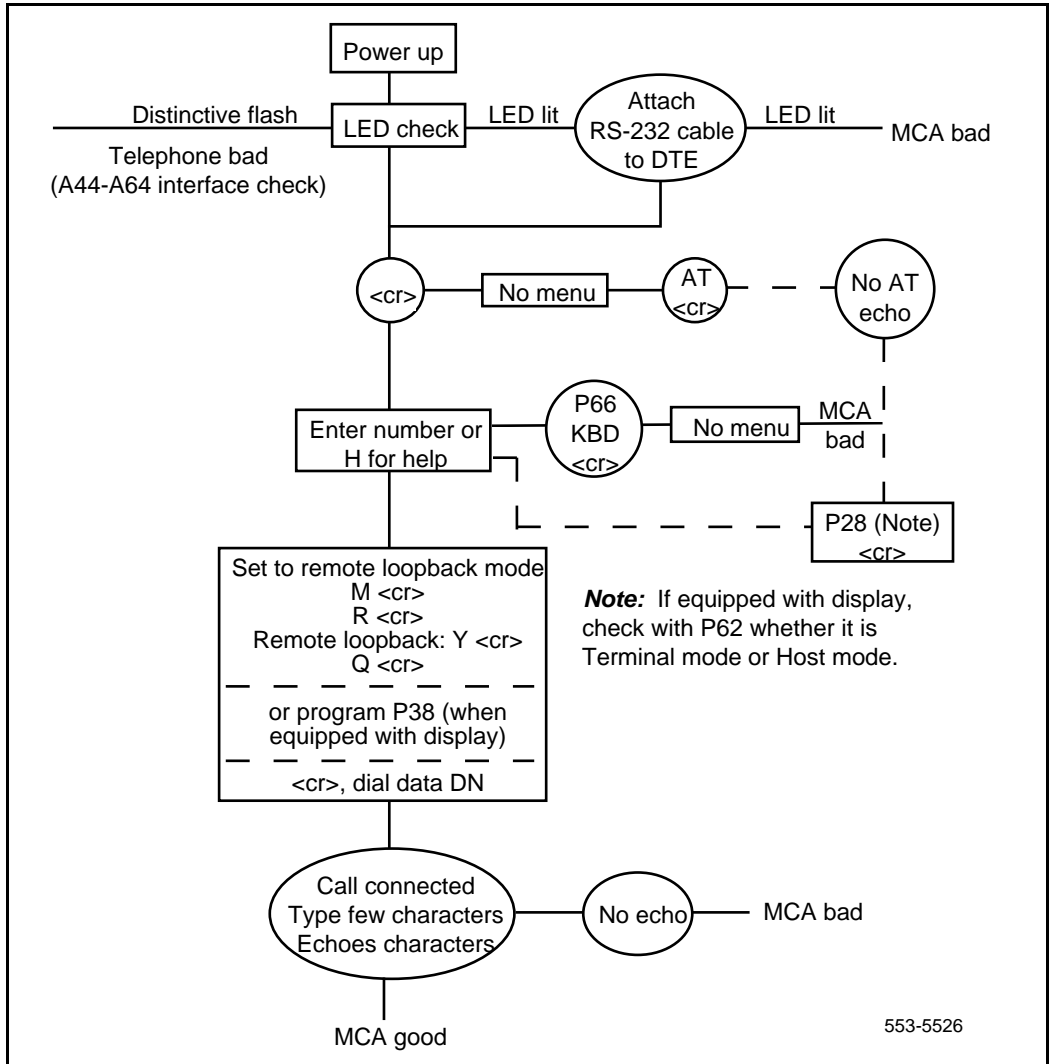 Power up
Distinctive flash
LED check
LED lit
Attach
RS-232 cable
to DTE
LED lit
MCA bad
Telephone bad
(A44-A64 interface check)
<cr>
No menu
AT
<cr>
No AT
echo
Enter number or
H for help
P66
KBD
<cr>
No menu
MCA
bad
P28 (Note)
<cr>
Set to remote loopback mode
M <cr>
R <cr>
Remote loopback: Y <cr>
Q <cr>
or program P38 (when
equipped with display)
<cr>, dial data DN
Note: If equipped with display,
check with P62 whether it is
Terminal mode or Host mode.
Call connected
Type few characters
Echoes characters
No echo
MCA bad
MCA good
553-5526